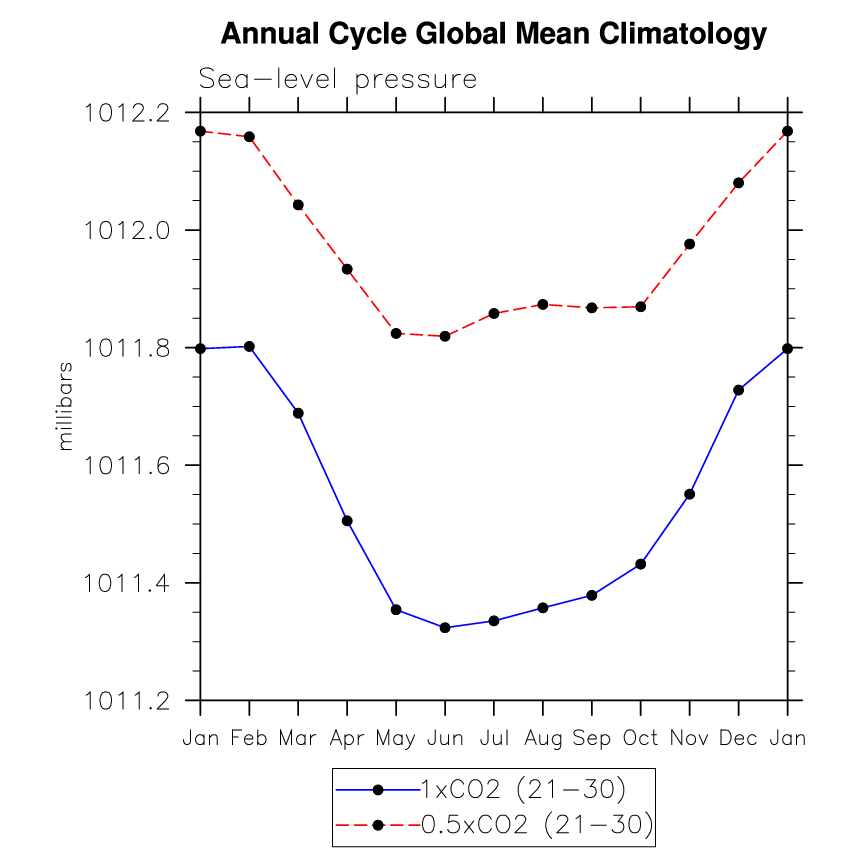 Annual Cycle Global Mean Climatology
Sea-level pressure
1012.2
1012.0
1011.8
1011.6
1011.4
1011.2
millibars
Jan Feb Mar Apr May Jun Jul Aug Sep Oct Nov Dec Jan
1xCO2 (21-30)
0.5xCO2 (21-30)